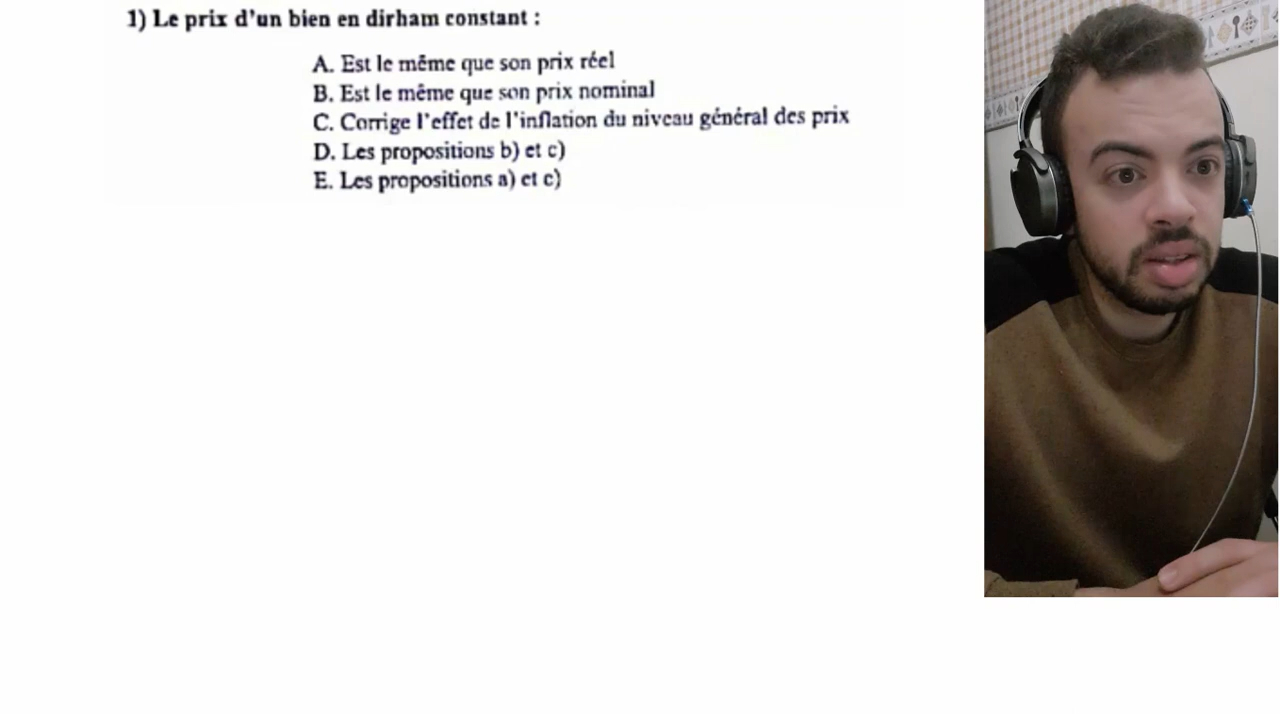 1) Le prix d'un bien en dirham constant :
A. Est le même que son prix réel
B. Est le même que son prix nominal
C. Corrige l'effet de l'inflation du niveau général des prix
D. Les propositions b) et c)
E. Les propositions a) et c)